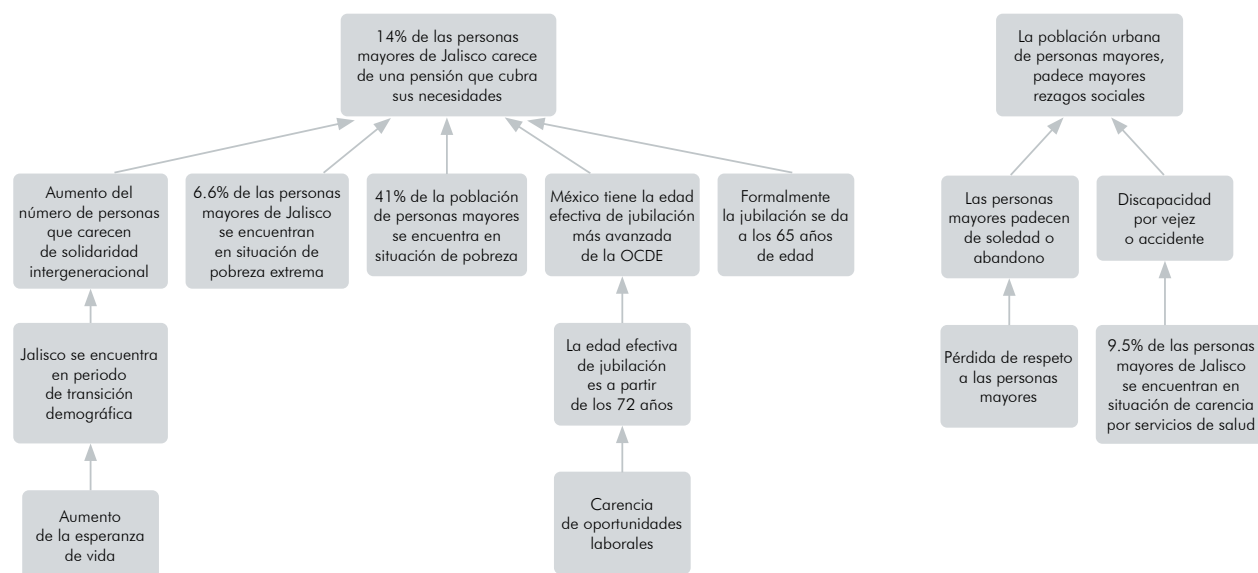 14% de las personas
mayores de Jalisco carece
de una pensión que cubra
sus necesidades
La población urbana
de personas mayores,
padece mayores
rezagos sociales
Aumento del
número de personas
que carecen
de solidaridad
intergeneracional
6.6% de las personas
mayores de Jalisco
se encuentran
en situación de
pobreza extrema
41% de la población
de personas mayores
se encuentra en
situación de pobreza
México tiene la edad
efectiva de jubilación
más avanzada
de la OCDE
Formalmente
la jubilación se da
a los 65 años
de edad
Las personas
mayores padecen
de soledad o
abandono
Discapacidad
por vejez
o accidente
Jalisco se encuentra
en periodo
de transición
demográfica
La edad efectiva
de jubilación
es a partir
de los 72 años
Pérdida de respeto
a las personas
mayores
9.5% de las personas
mayores de Jalisco
se encuentran en
situación de carencia
por servicios de salud
Aumento
de la esperanza
de vida
Carencia
de oportunidades
laborales